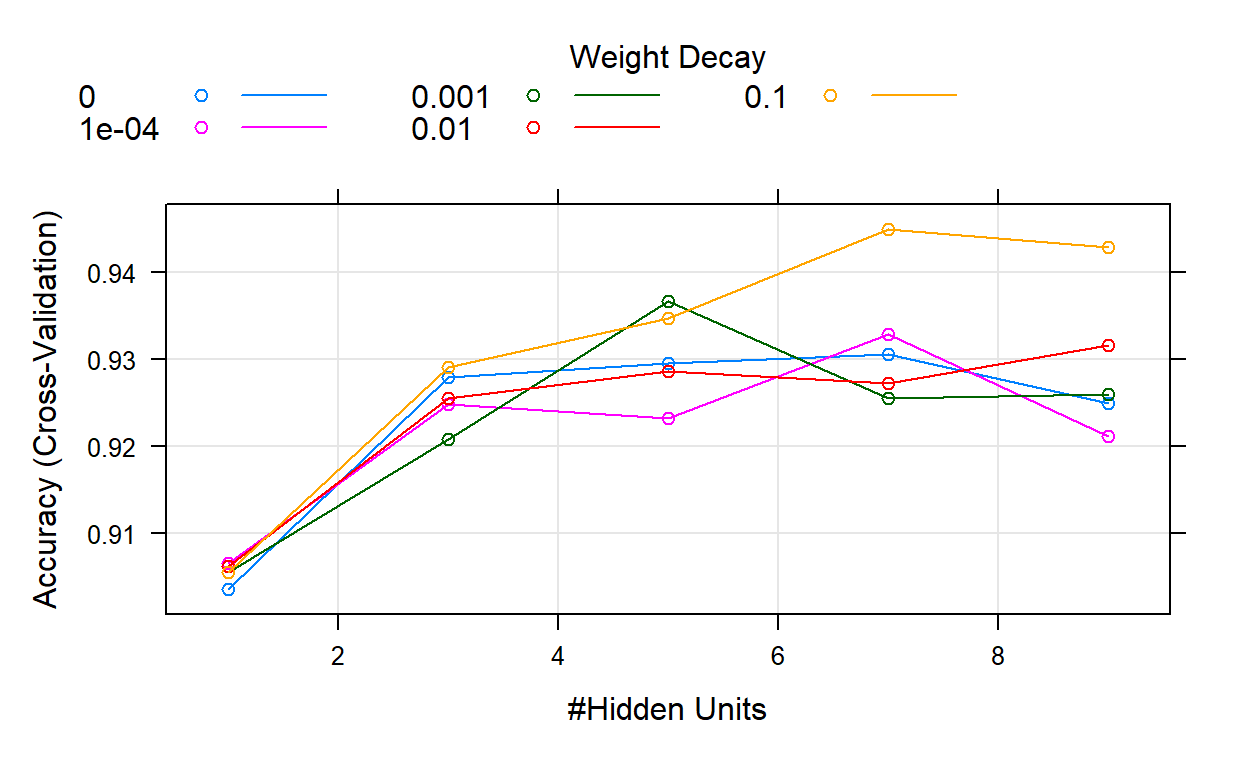 Weight Decay
0 0.001 0.1
1e-04 0.01
Accuracy (Cross-Validation)
0.94
0.93
0.92
0.91
2 4 6 8
#Hidden Units